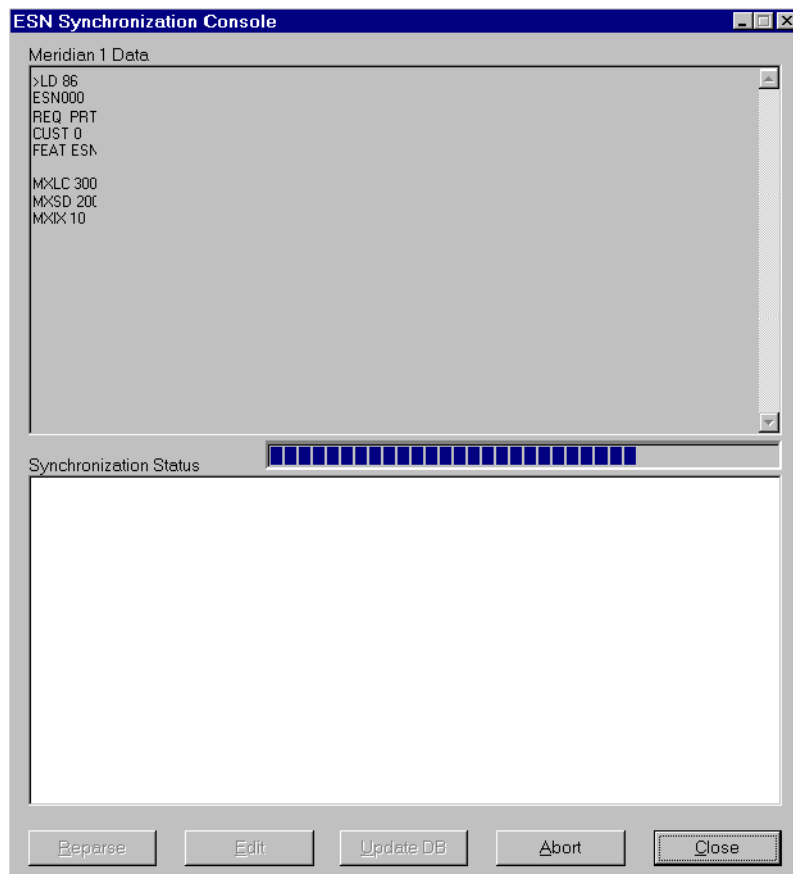 ESN Synchronization Console
Meridian 1 Data
>LD 86
ESN000
REQ PRT
CUST 0
FEAT ESN
MXLC 300
MXSD 200
MXIX 10
Synchronization Status
Reparse
Edit
Update DB
Abort
Close